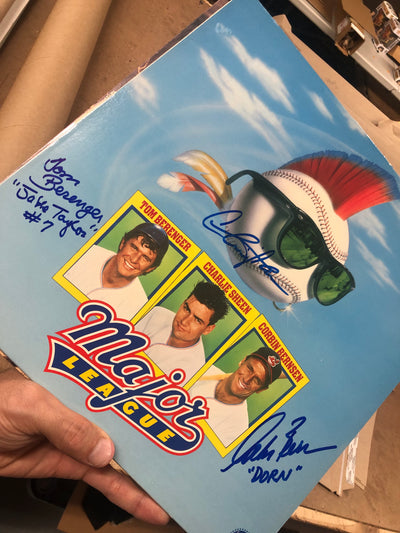 Tom
Berenger
"Jake Taylor"
#7
TOM BERENGER
CHARLIE SHEEN
CORBIN BERNSEN
Major
LEAGUE
"DORN"